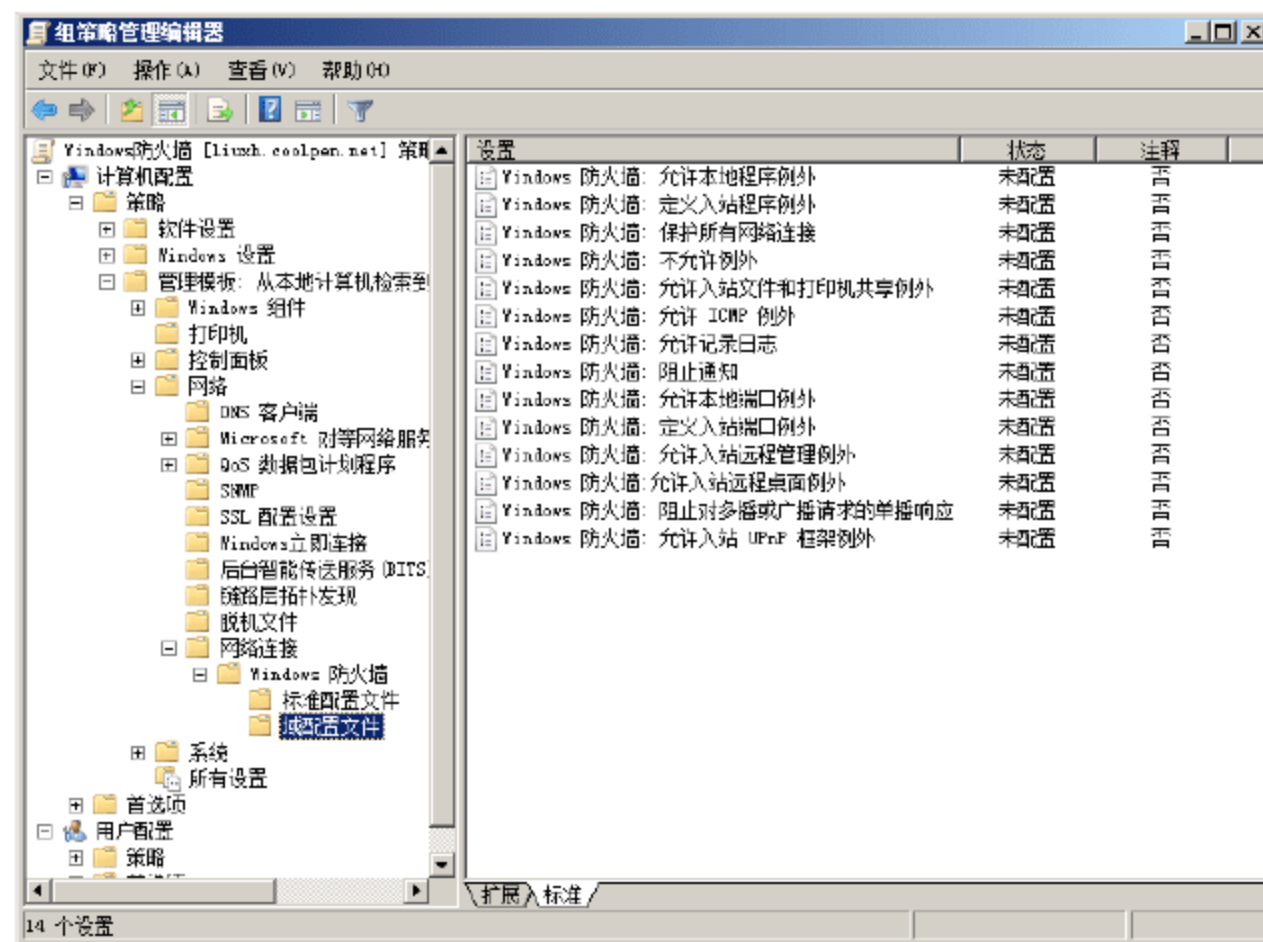 组策略管理编辑器
文件(F) 操作(A) 查看(V) 帮助(H)
Windows防火墙 [liuxh.coolpen.net] 策略
计算机配置
策略
软件设置
Windows 设置
管理模板: 从本地计算机检索到
Windows 组件
打印机
控制面板
网络
DNS 客户端
Microsoft 对等网络服务
QoS 数据包计划程序
SNMP
SSL 配置设置
Windows立即连接
后台智能传送服务(BITS)
链路层拓扑发现
脱机文件
网络连接
Windows 防火墙
标准配置文件
域配置文件
系统
所有设置
首选项
用户配置
策略
设置 状态 注释
Windows 防火墙: 允许本地程序例外 未配置 否
Windows 防火墙: 定义入站程序例外 未配置 否
Windows 防火墙: 保护所有网络连接 未配置 否
Windows 防火墙: 不允许例外 未配置 否
Windows 防火墙: 允许入站文件和打印机共享例外 未配置 否
Windows 防火墙: 允许 ICMP 例外 未配置 否
Windows 防火墙: 允许记录日志 未配置 否
Windows 防火墙: 阻止通知 未配置 否
Windows 防火墙: 允许本地端口例外 未配置 否
Windows 防火墙: 定义入站端口例外 未配置 否
Windows 防火墙: 允许入站远程管理例外 未配置 否
Windows 防火墙:允许入站远程桌面例外 未配置 否
Windows 防火墙: 阻止对多播或广播请求的单播响应 未配置 否
Windows 防火墙: 允许入站 UPnP 框架例外 未配置 否
扩展 标准
14 个设置